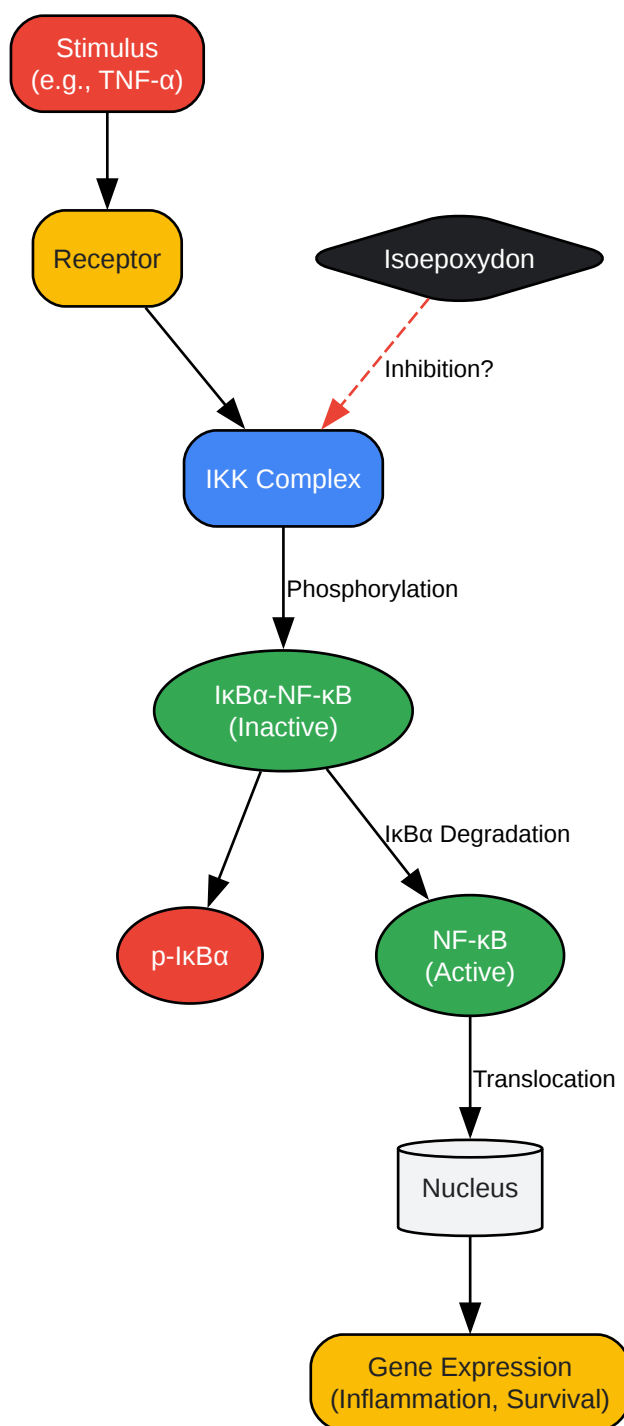 Stimulus
(e.g., TNF-α)
Receptor
Isoepoxydon
Inhibition?
IKK Complex
Phosphorylation
IκBα-NF-κB
(Inactive)
IκBα Degradation
p-IκBα
NF-κB
(Active)
Translocation
Nucleus
Gene Expression
(Inflammation, Survival)